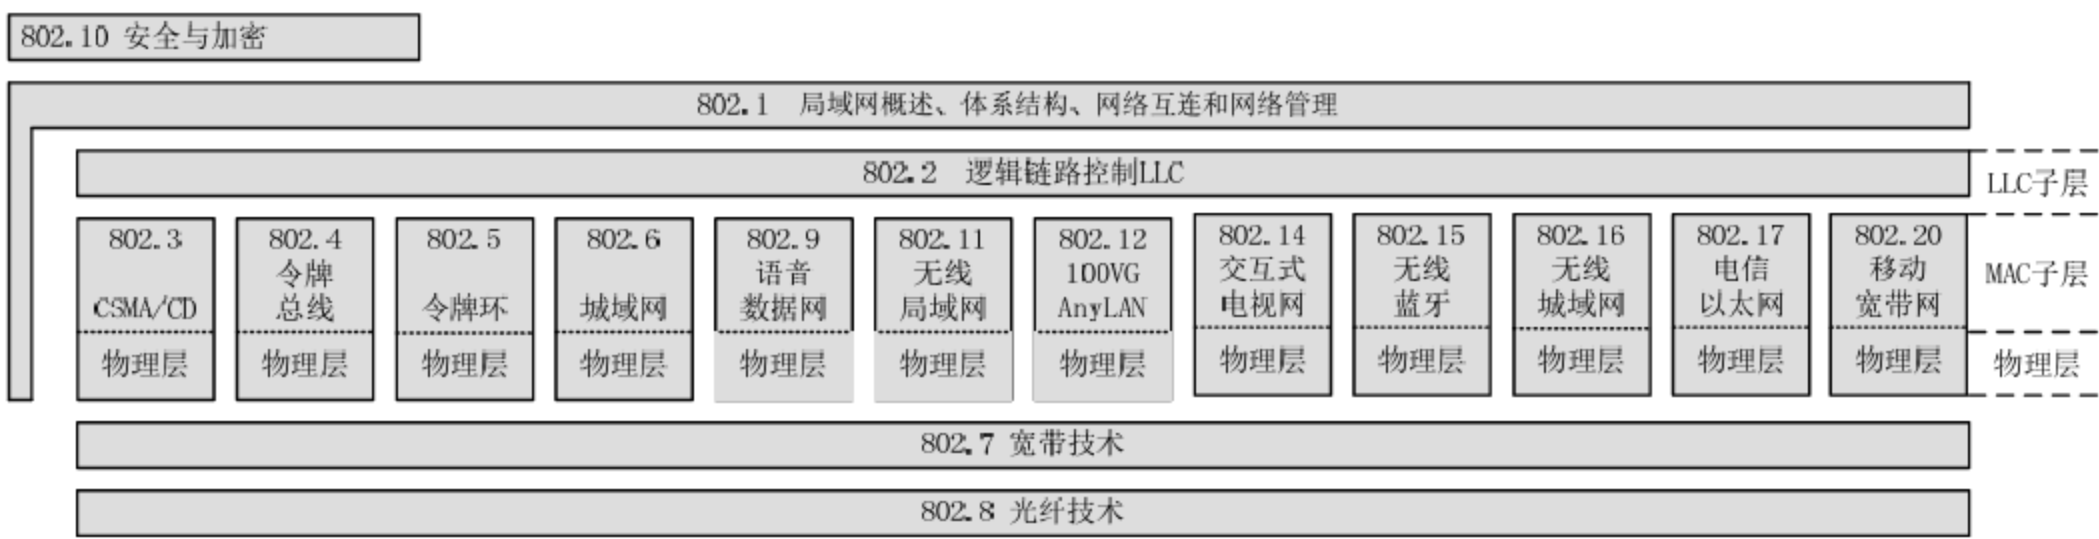 802.10 安全与加密
802.1 局域网概述、体系结构、网络互连和网络管理
802.2 逻辑链路控制LLC
LLC子层
802.3
CSMA/CD
物理层
802.4
令牌
总线
物理层
802.5
令牌环
物理层
802.6
城域网
物理层
802.9
语音
数据网
物理层
802.11
无线
局域网
物理层
802.12
100VG
AnyLAN
物理层
802.14
交互式
电视网
物理层
802.15
无线
蓝牙
物理层
802.16
无线
城域网
物理层
802.17
电信
以太网
物理层
802.20
移动
宽带网
物理层
MAC子层
物理层
802.7 宽带技术
802.8 光纤技术